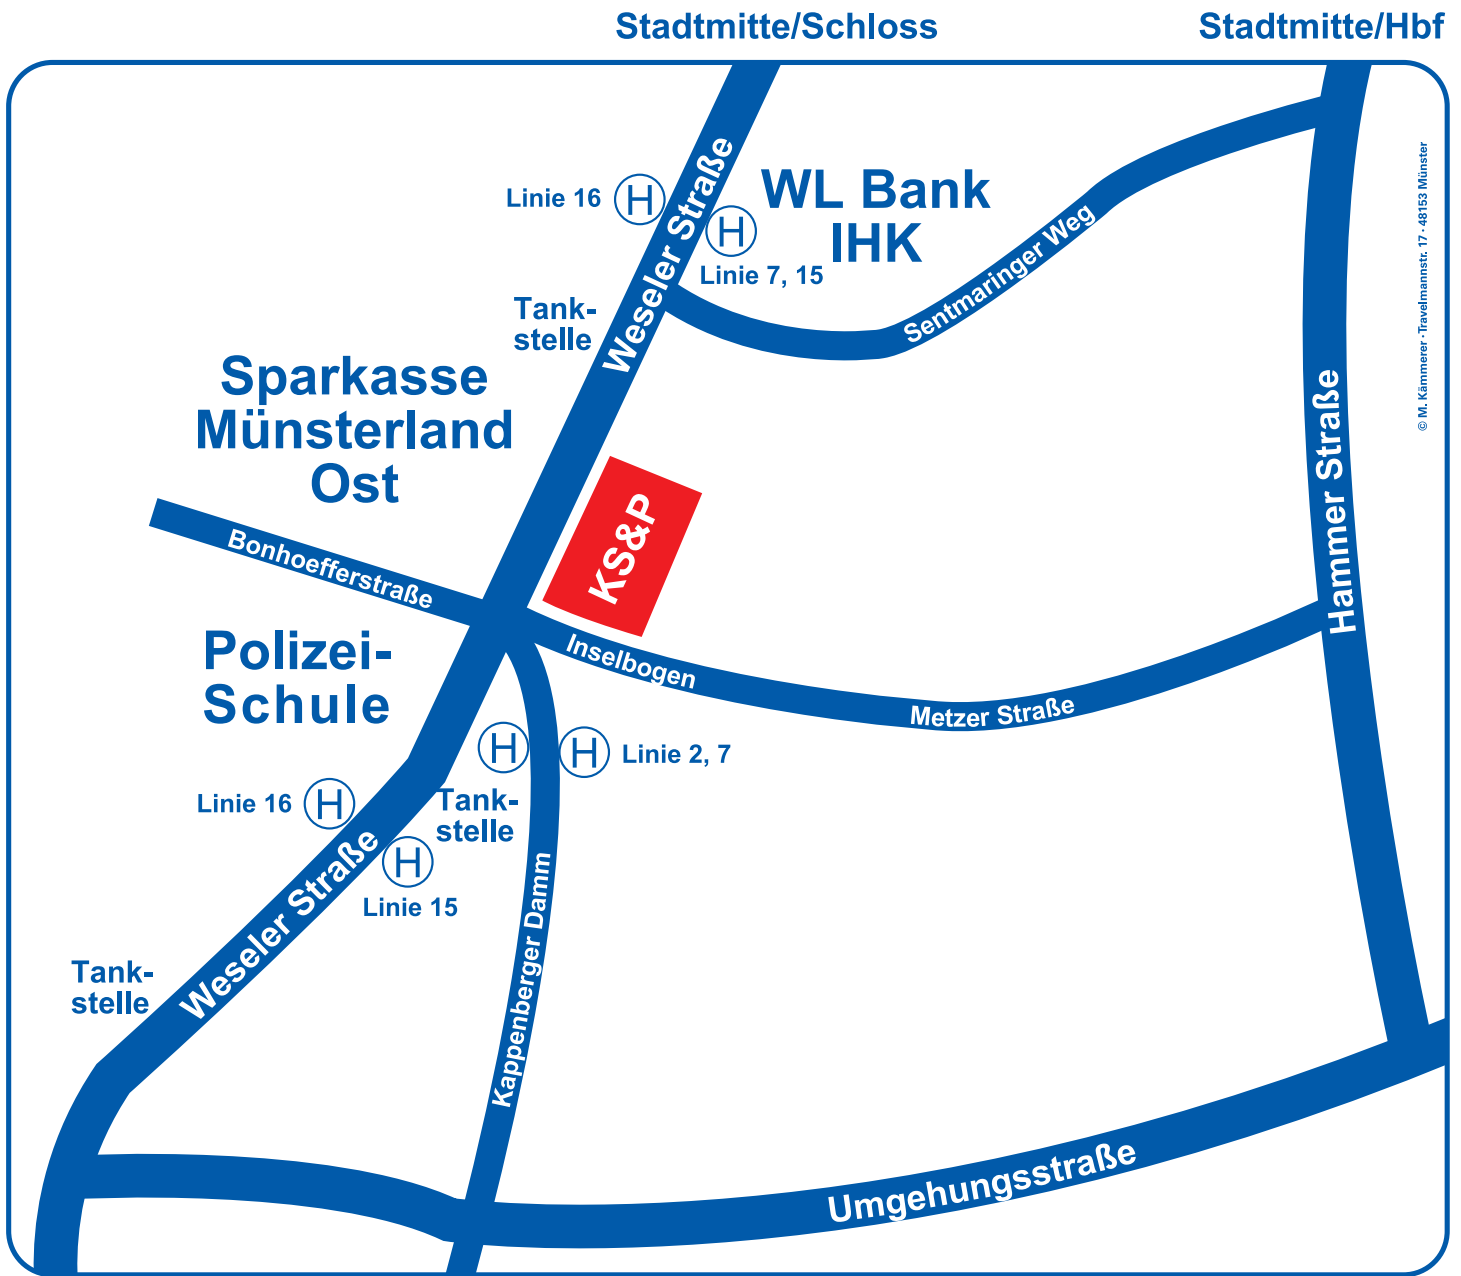 Stadtmitte/Schloss
Stadtmitte/Hbf
Linie 16
H
Weseler Straße
H
Linie 7, 15
WL Bank
IHK
Sentmaringer Weg
© M. Kämmerer · Travelmannstr. 17 · 48153 Münster
Tank-
stelle
Sparkasse
Münsterland
Ost
Hammer Straße
KS&P
Bonhoefferstraße
Inselbogen
Metzer Straße
Polizei-
Schule
H
H
Linie 2, 7
Linie 16
H
Tank-
stelle
H
Linie 15
Weseler Straße
Kappenberger Damm
Tank-
stelle
Umgehungsstraße